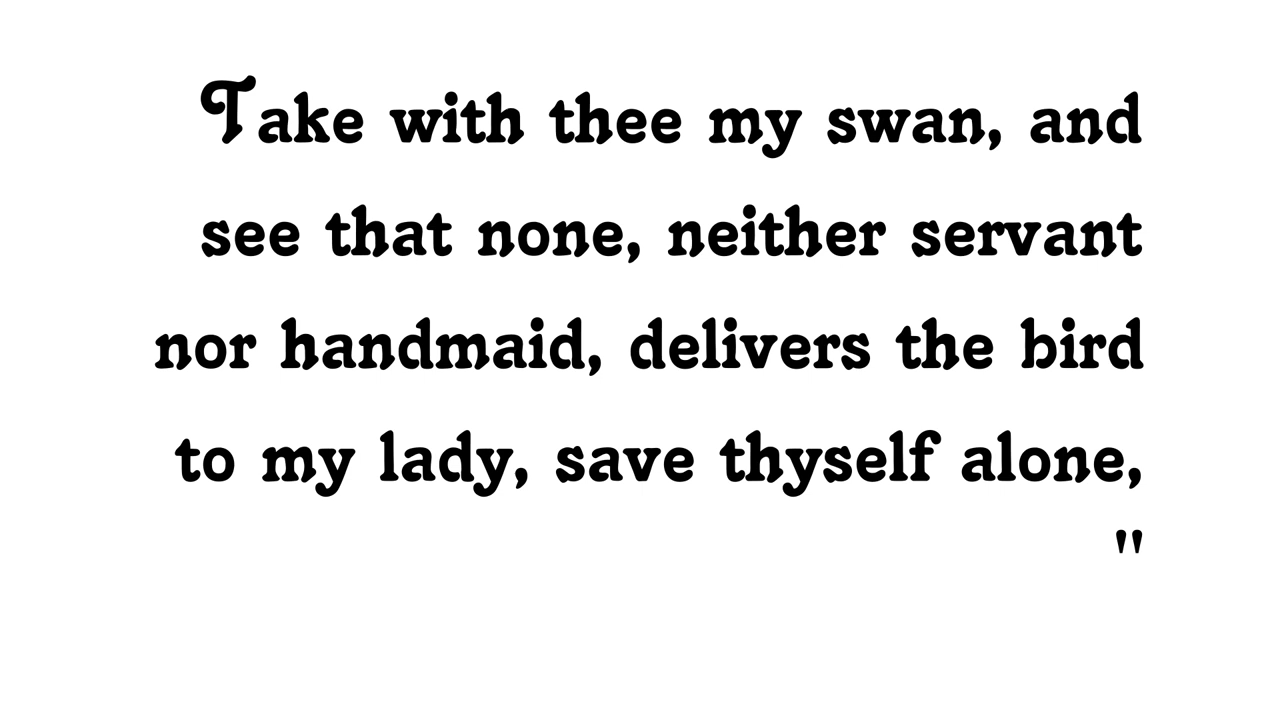 Take with thee my swan, and
see that none, neither servant
nor handmaid, delivers the bird
to my lady, save thyself alone,
"